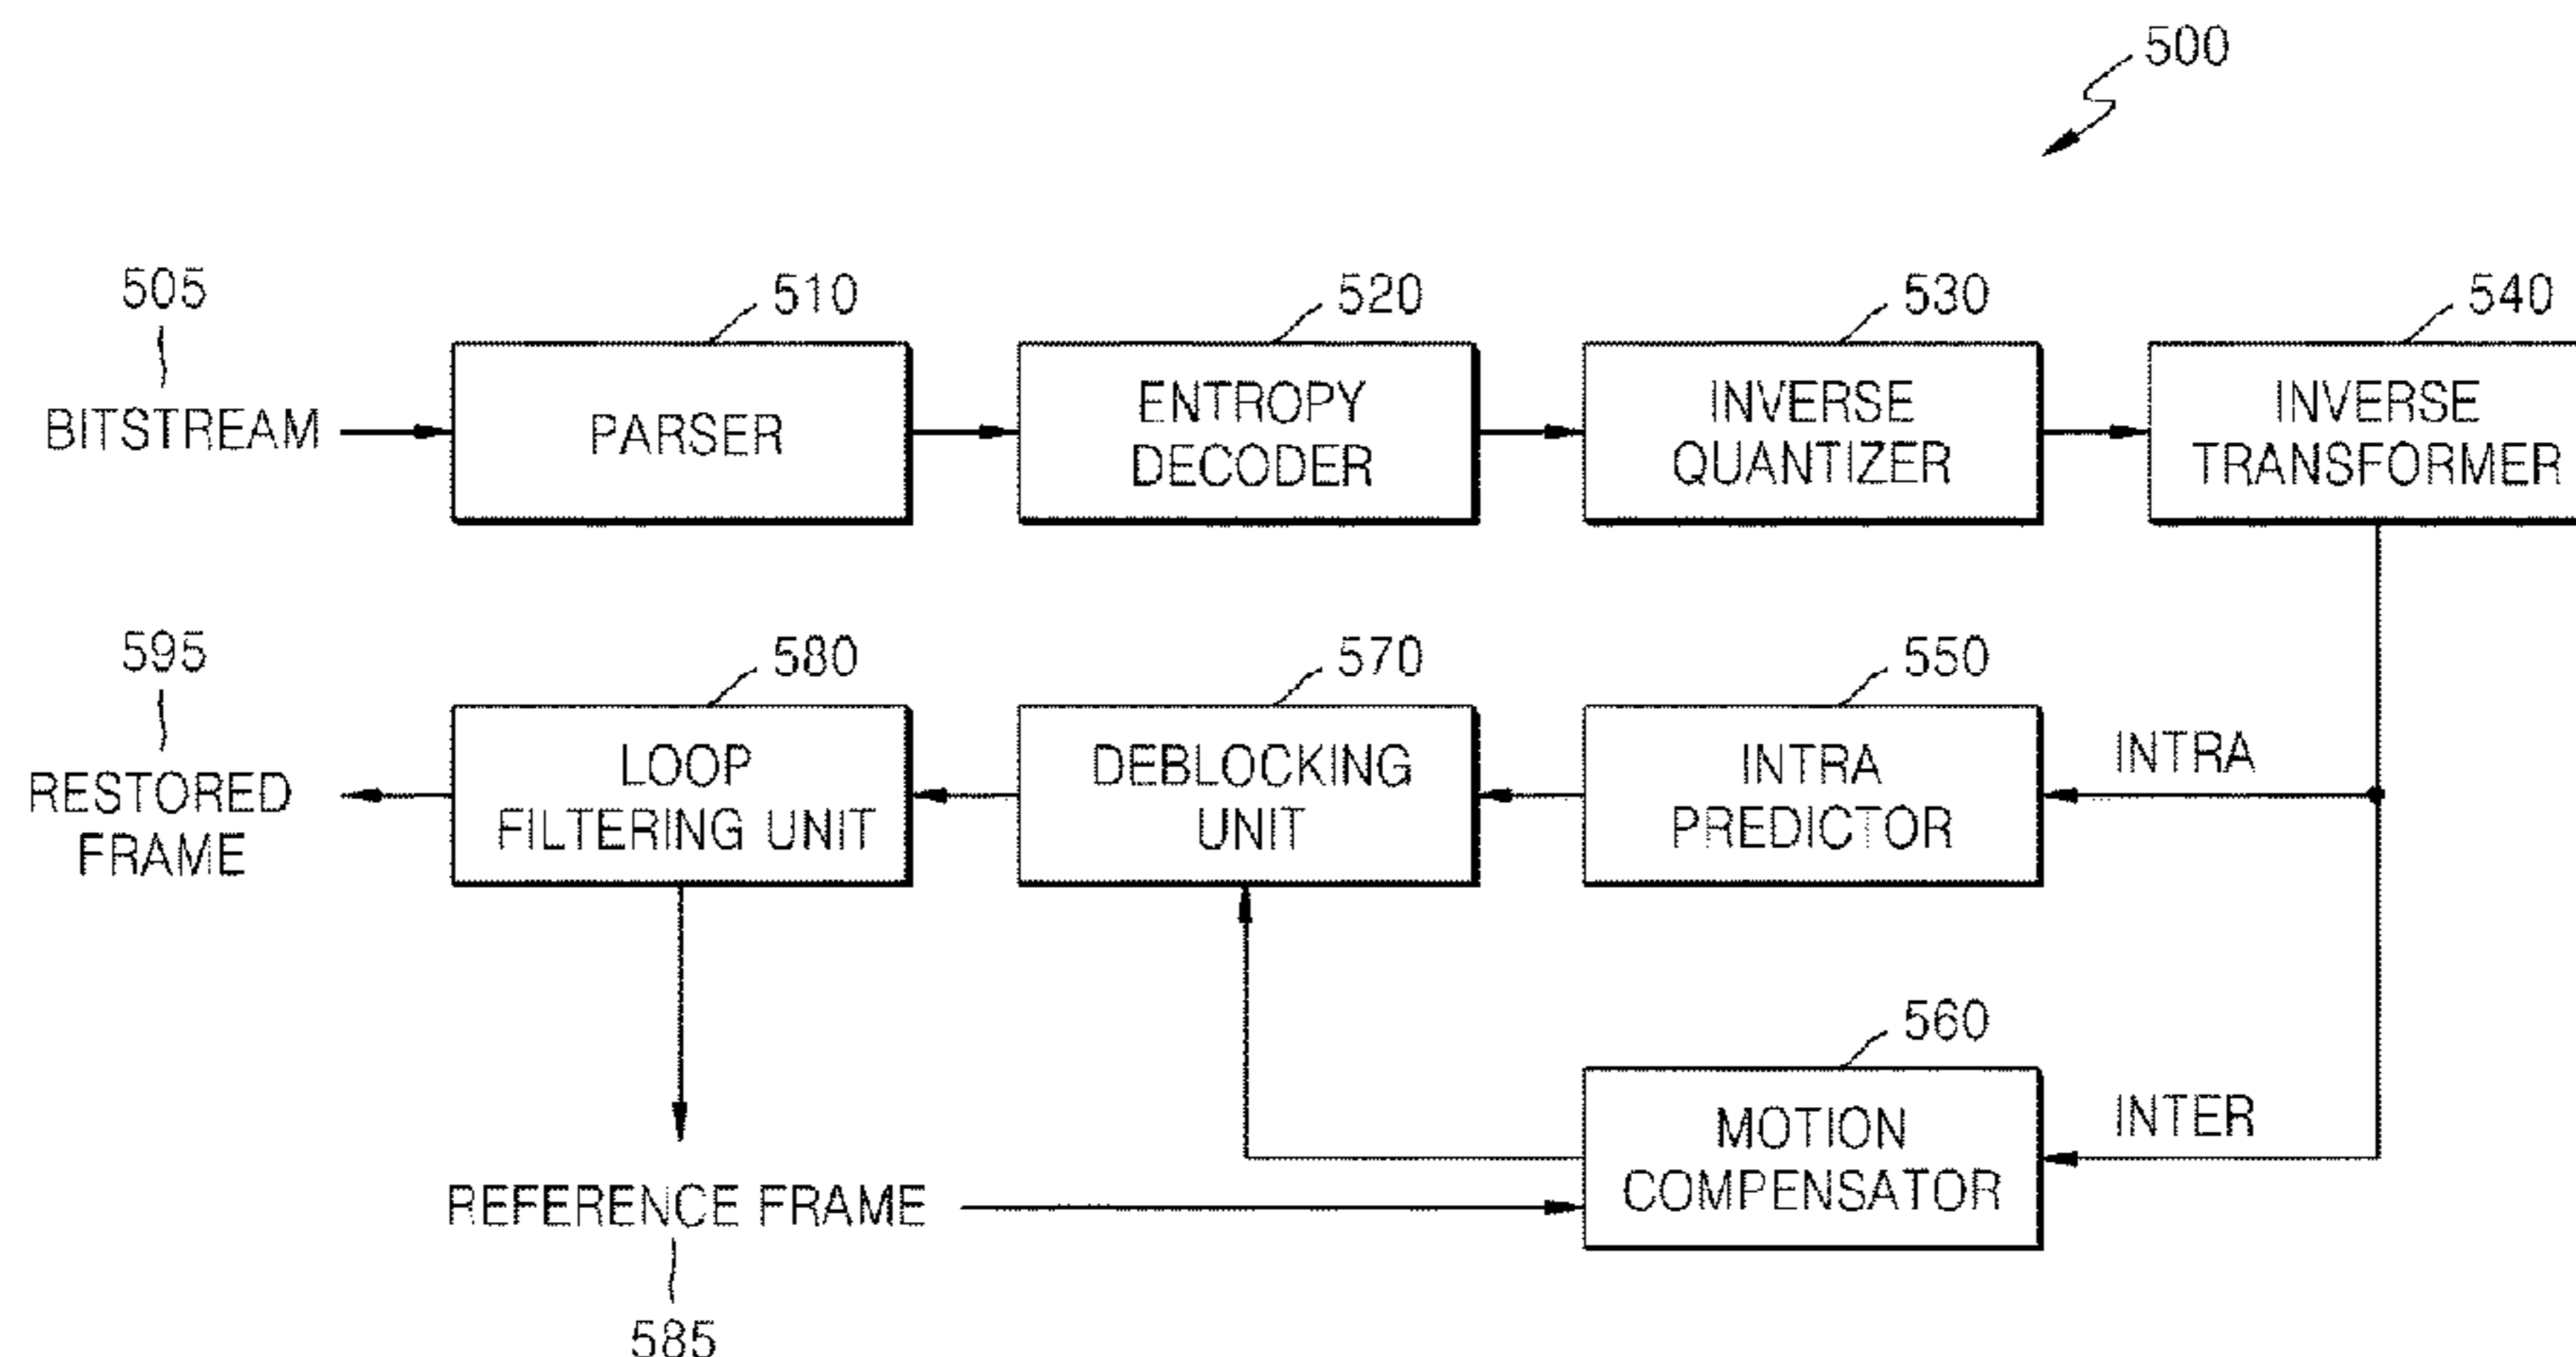 500
505
510
520
530
540
BITSTREAM
PARSER
ENTROPY
DECODER
INVERSE
QUANTIZER
INVERSE
TRANSFORMER
595
580
570
550
RESTORED
FRAME
LOOP
FILTERING UNIT
DEBLOCKING
UNIT
INTRA
PREDICTOR
INTRA
560
MOTION
COMPENSATOR
INTER
REFERENCE FRAME
585